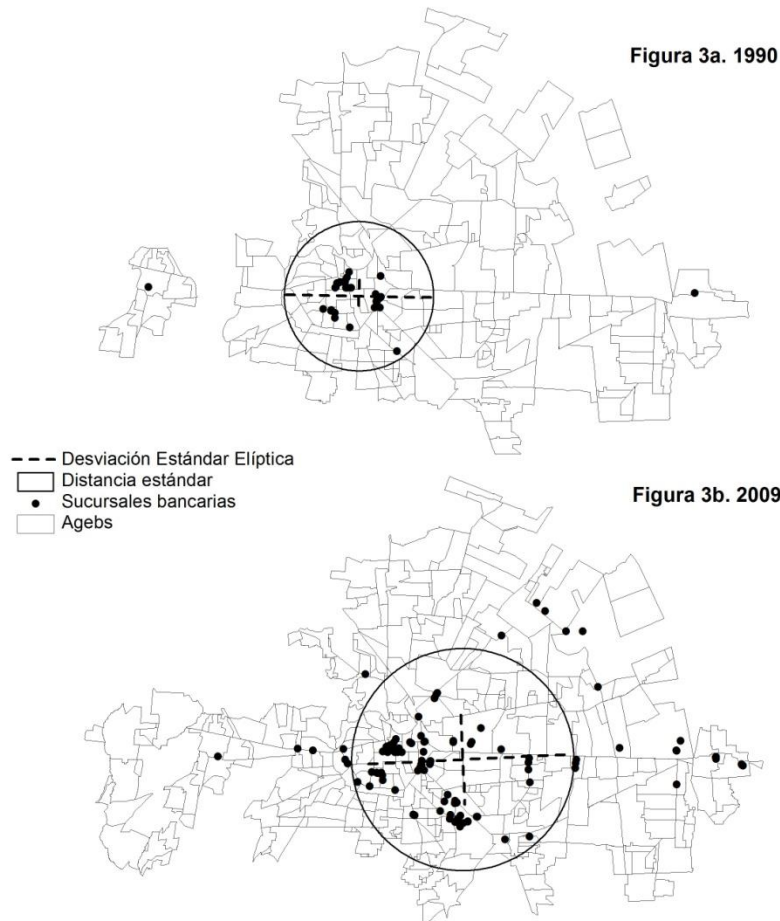 Figura 3a. 1990
Desviación Estándar Elíptica
Distancia estándar
Sucursales bancarias
Agebs
Figura 3b. 2009